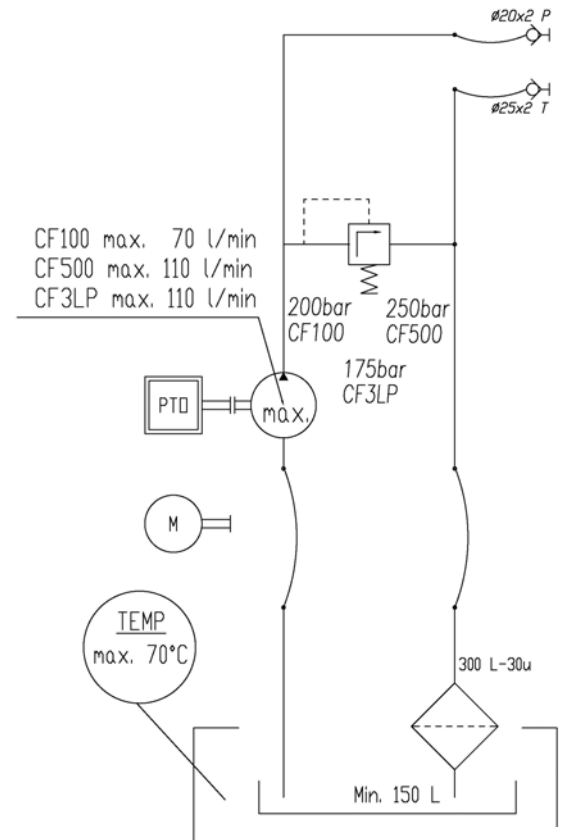 ø20x2 P
ø25x2 T
CF100 max. 70 l/min
CF500 max. 110 l/min
CF3LP max. 110 l/min
200bar
CF100
250bar
CF500
175bar
CF3LP
PTO
max.
M
TEMP
max. 70°C
300 L-30u
Min. 150 L